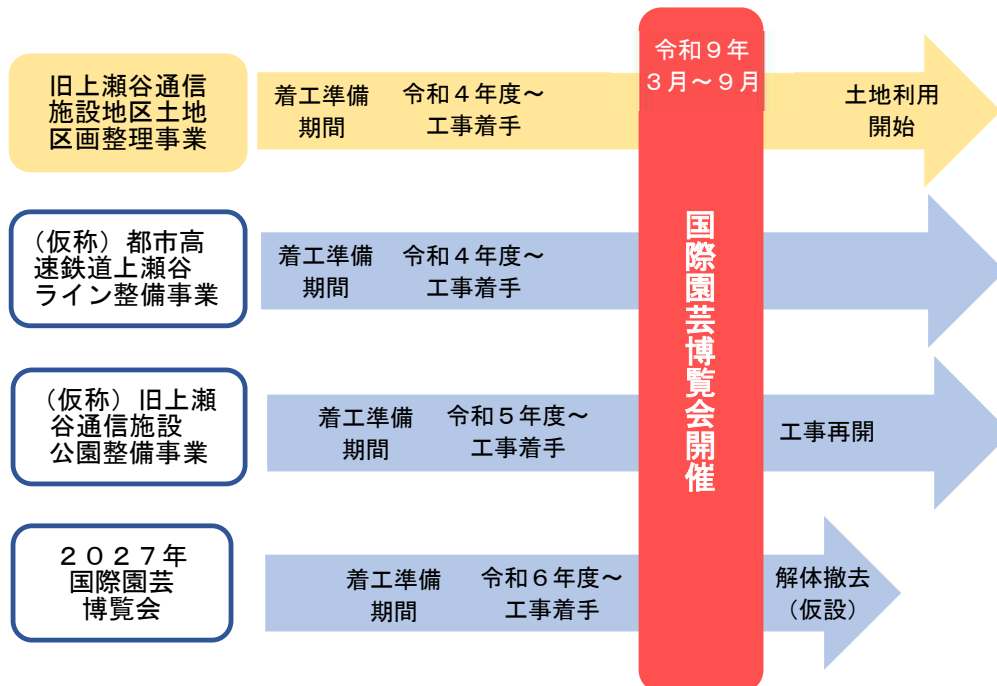 令和９年
３月～９月
国際園芸博覧会開催
旧上瀬谷通信
施設地区土地
区画整理事業
着工準備
期間
令和４年度～
工事着手
土地利用
開始
（仮称）都市高
速鉄道上瀬谷
ライン整備事業
着工準備
期間
令和４年度～
工事着手
（仮称）旧上瀬
谷通信施設
公園整備事業
着工準備
期間
令和５年度～
工事着手
工事再開
２０２７年
国際園芸
博覧会
着工準備
期間
令和６年度～
工事着手
解体撤去
（仮設）